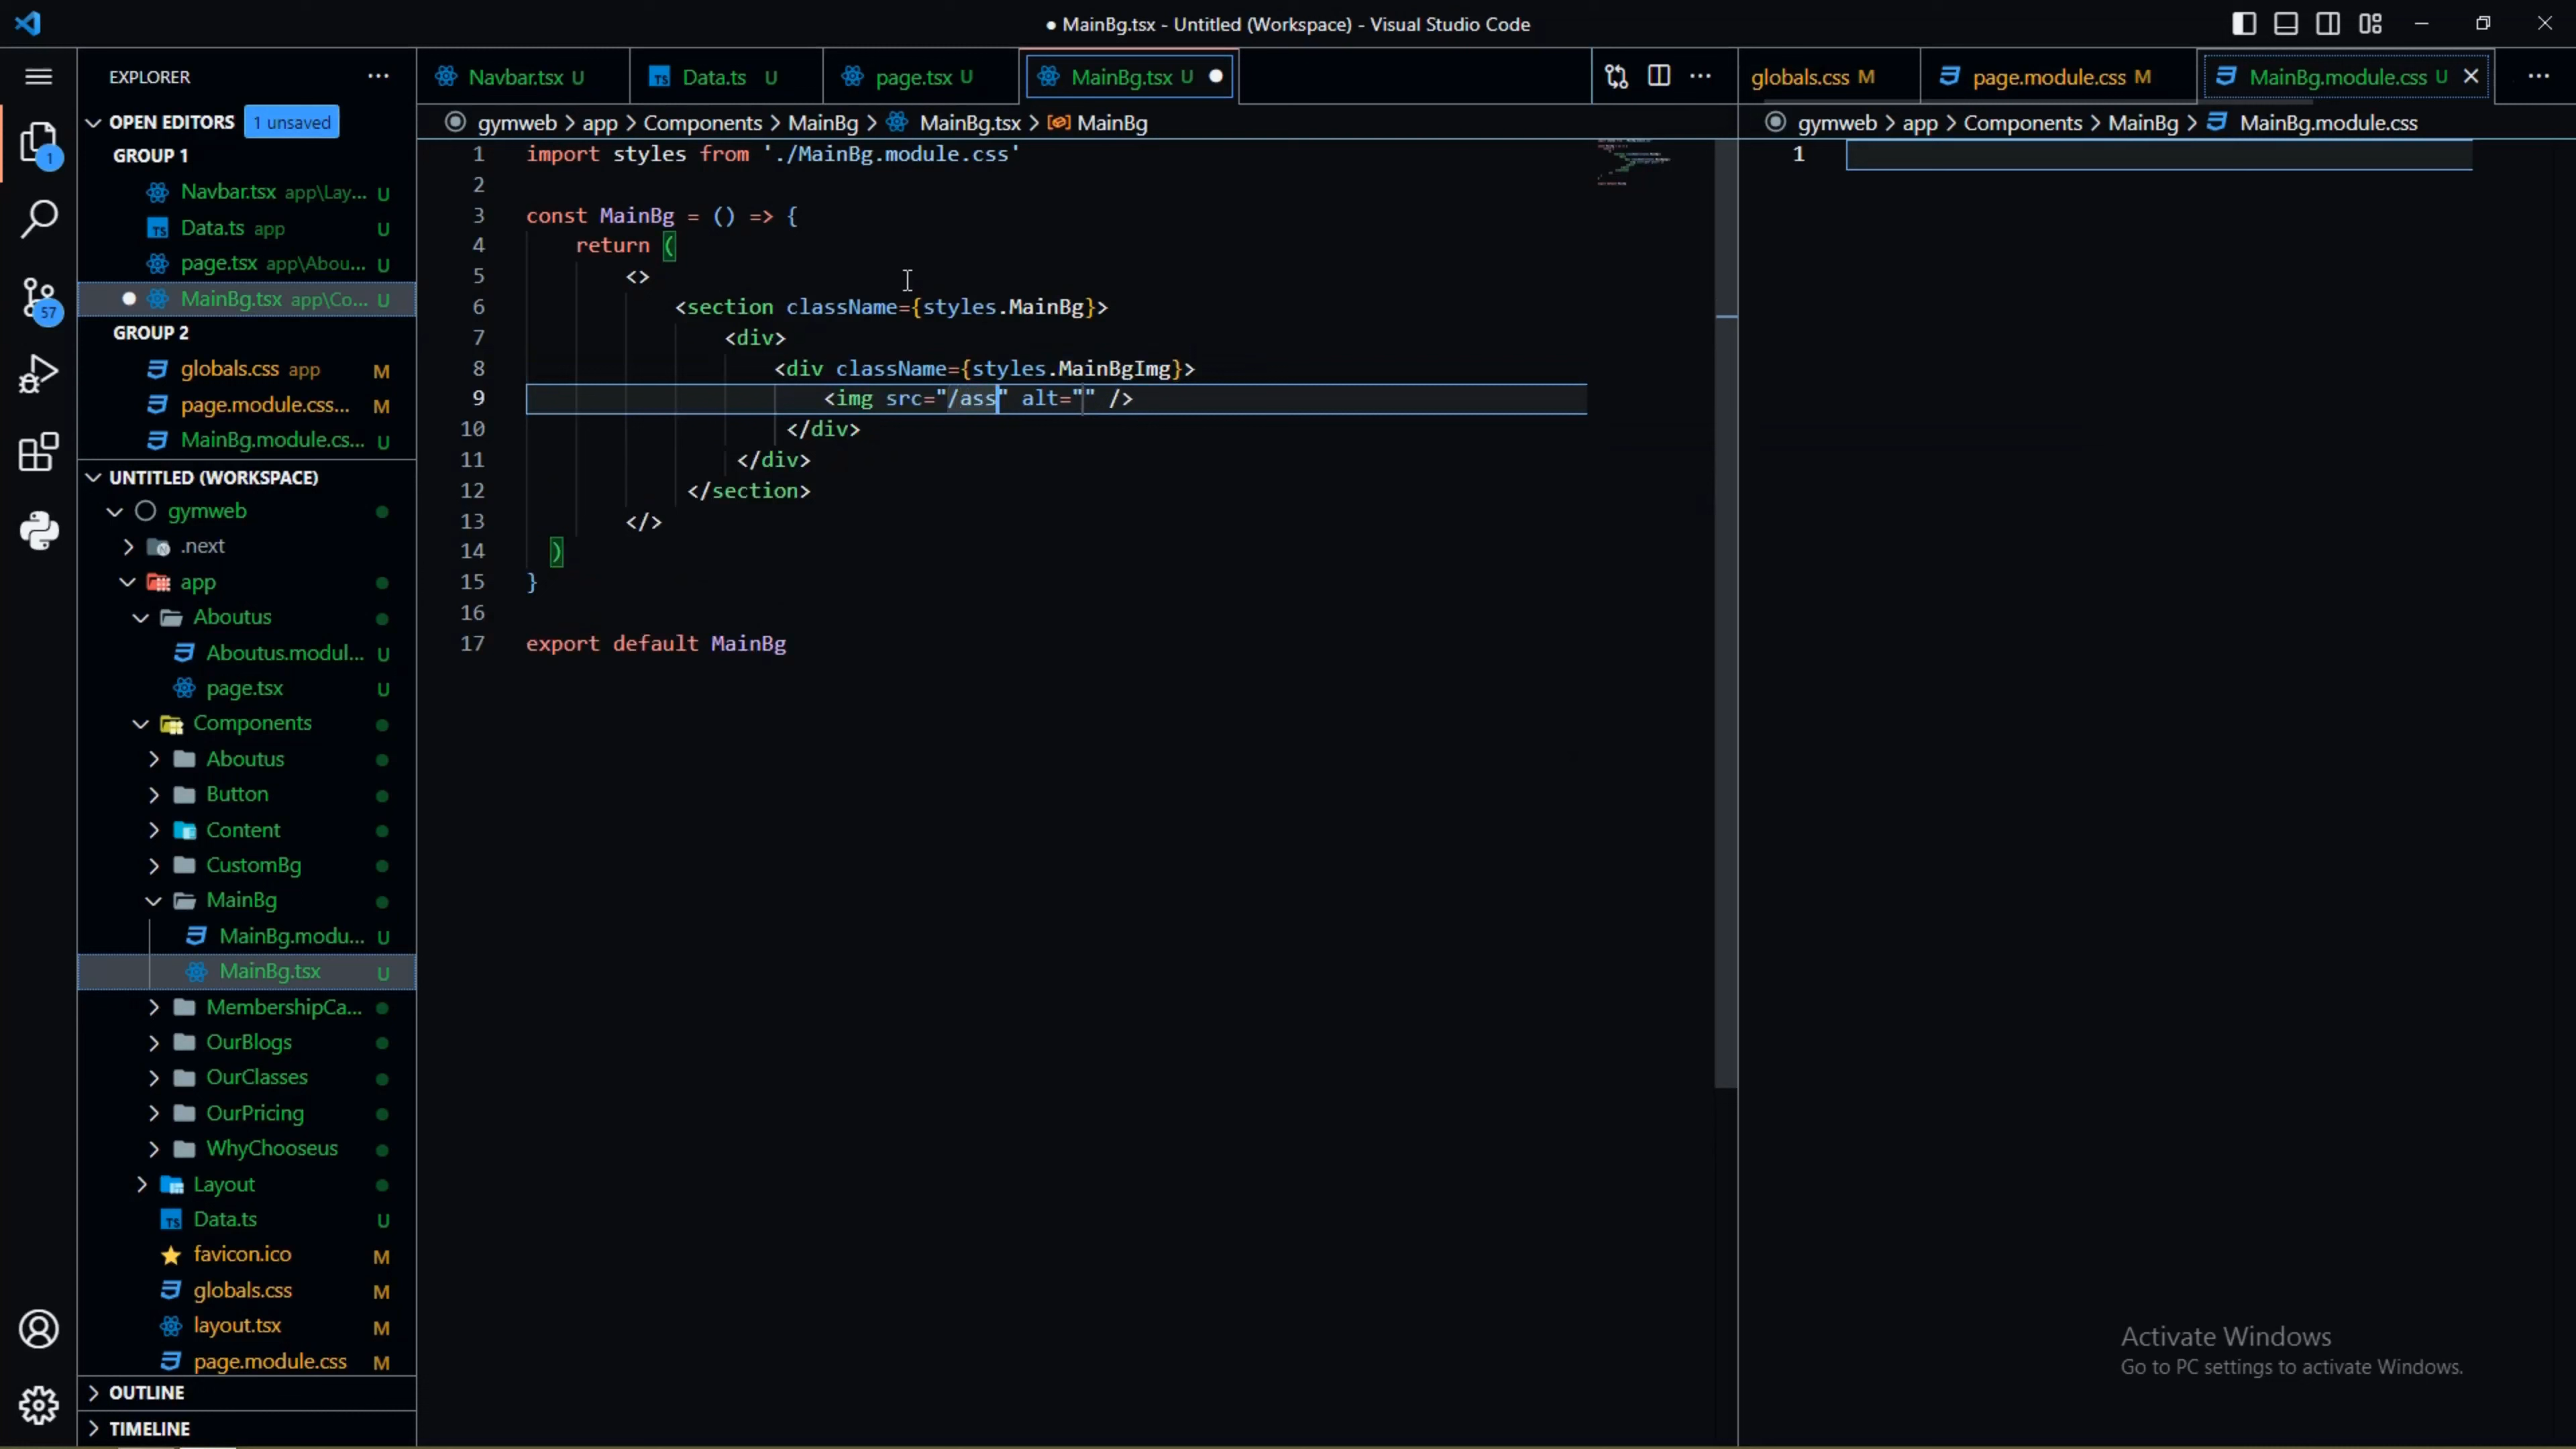 ● MainBg.tsx - Untitled (Workspace) - Visual Studio Code
EXPLORER
OPEN EDITORS 1 unsaved
GROUP 1
Navbar.tsx app\Lay... U
Data.ts app U
page.tsx app\Abou... U
MainBg.tsx app\Co... U
GROUP 2
globals.css app M
page.module.css... M
MainBg.module.cs... U
UNTITLED (WORKSPACE)
gymweb
.next
app
Aboutus
Aboutus.modul... U
page.tsx U
Components
Aboutus
Button
Content
CustomBg
MainBg
MainBg.modu... U
MainBg.tsx U
MembershipCa...
OurBlogs
OurClasses
OurPricing
WhyChooseus
Layout
Data.ts U
favicon.ico M
globals.css M
layout.tsx M
page.module.css M
OUTLINE
TIMELINE
1
57
Navbar.tsx U
TS Data.ts U
page.tsx U
MainBg.tsx U
gymweb > app > Components > MainBg > MainBg.tsx > MainBg
1 import styles from './MainBg.module.css'
2
3 const MainBg = () => {
4 return (
5 <>
6 <section className={styles.MainBg}>
7 <div>
8 <div className={styles.MainBgImg}>
9 <img src="/ass" alt="" />
10 </div>
11 </div>
12 </section>
13 </>
14 )
15 }
16
17 export default MainBg
globals.css M
page.module.css M
MainBg.module.css U
gymweb > app > Components > MainBg > MainBg.module.css
1
Activate Windows
Go to PC settings to activate Windows.